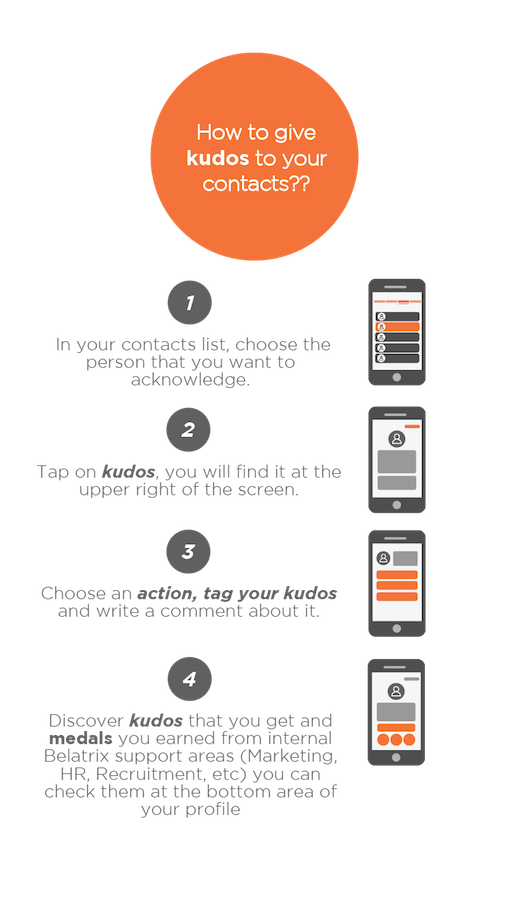 How to give
kudos to your
contacts??
1
In your contacts list, choose the
person that you want to
acknowledge.
2
Tap on kudos, you will find it at the
upper right of the screen.
3
Choose an action, tag your kudos
and write a comment about it.
4
Discover kudos that you get and
medals you earned from internal
Belatrix support areas (Marketing,
HR, Recruitment, etc) you can
check them at the bottom area of
your profile